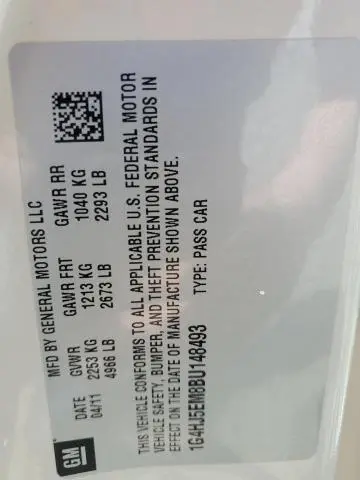 GM
MFD BY GENERAL MOTORS LLC
DATE GVWR GAWR FRT GAWR RR
04/11 2253 KG 1213 KG 1040 KG
4966 LB 2673 LB 2293 LB
THIS VEHICLE CONFORMS TO ALL APPLICABLE U.S. FEDERAL MOTOR
VEHICLE SAFETY, BUMPER, AND THEFT PREVENTION STANDARDS IN
EFFECT ON THE DATE OF MANUFACTURE SHOWN ABOVE.
1G4HJ5EM8BU148493 TYPE: PASS CAR